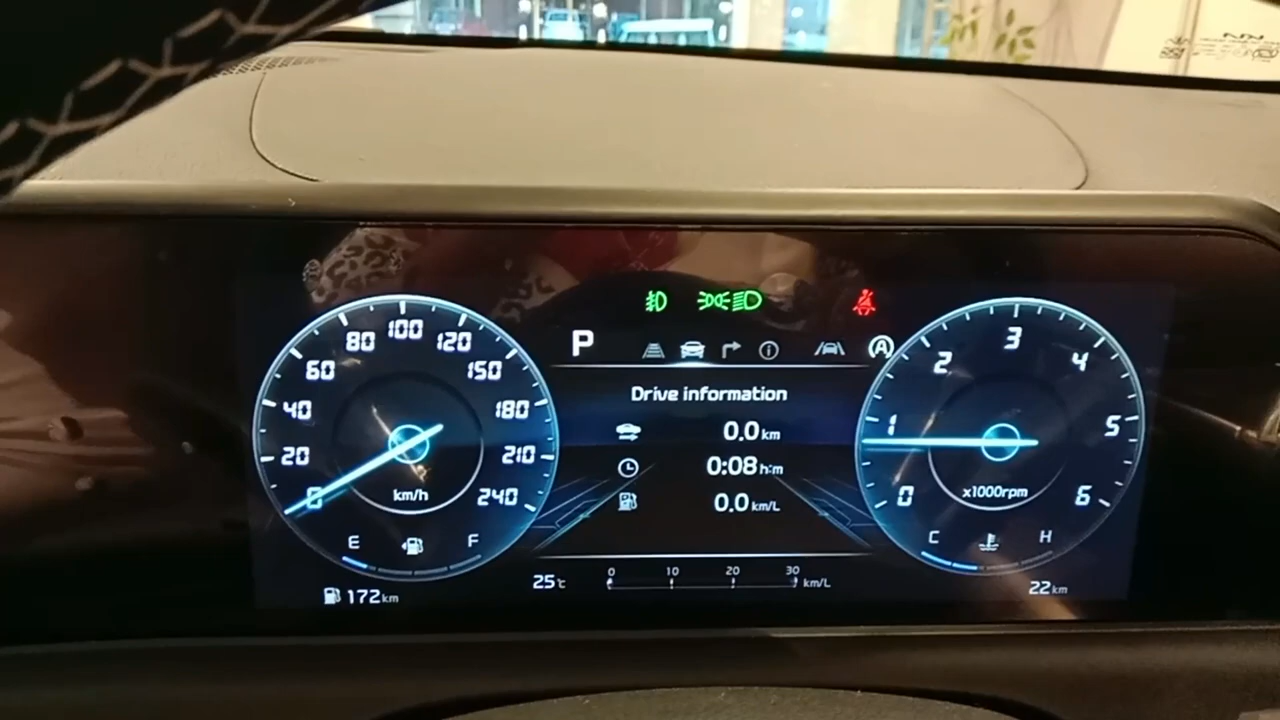 P
Drive information
0.0 km
0:08 h:m
0.0 km/L
0 20 40 60 80 100 120 150 180 210 240
km/h
E F
172 km
25℃
0 10 20 30 km/L
0 1 2 3 4 5 6
x1000rpm
C H
22 km
A